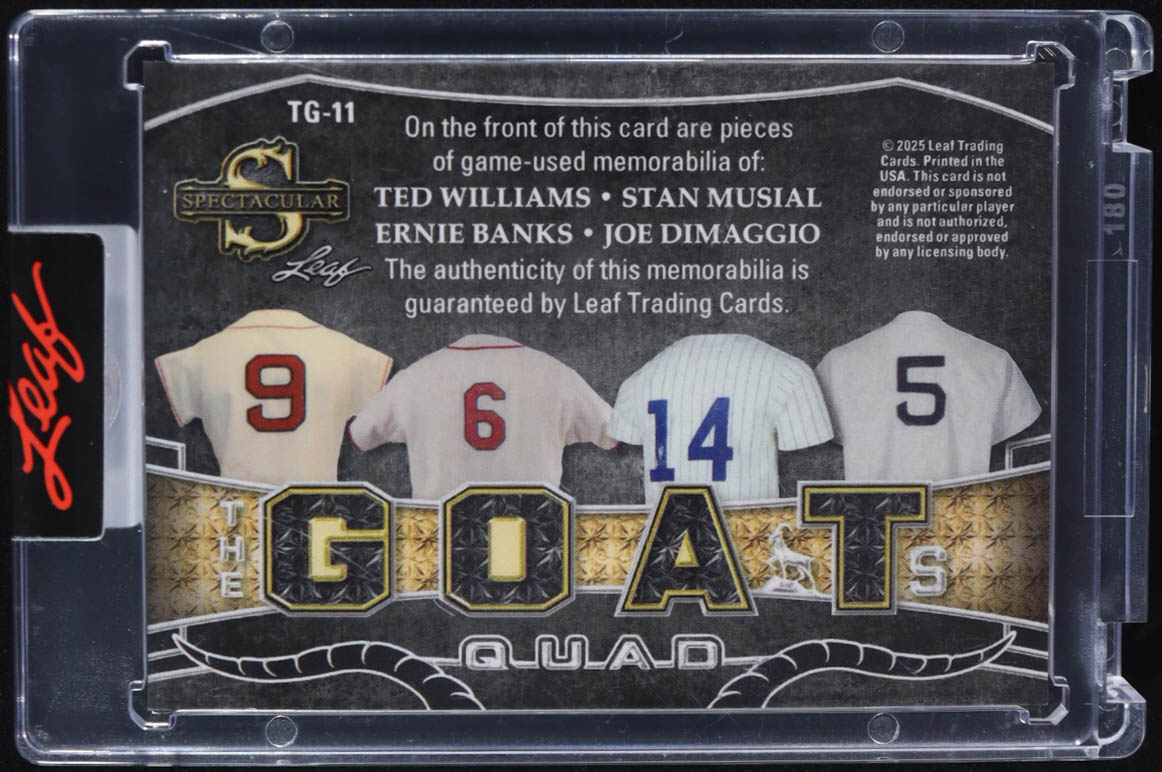 TG-11
On the front of this card are pieces
of game-used memorabilia of:
TED WILLIAMS • STAN MUSIAL
ERNIE BANKS • JOE DIMAGGIO
The authenticity of this memorabilia is
guaranteed by Leaf Trading Cards.
S
SPECTACULAR
Leaf
© 2025 Leaf Trading
Cards. Printed in the
USA. This card is not
endorsed or sponsored
by any particular player
and is not authorized,
endorsed or approved
by any licensing body.
180
Leaf
9
6
14
5
THE
GOATS
QUAD